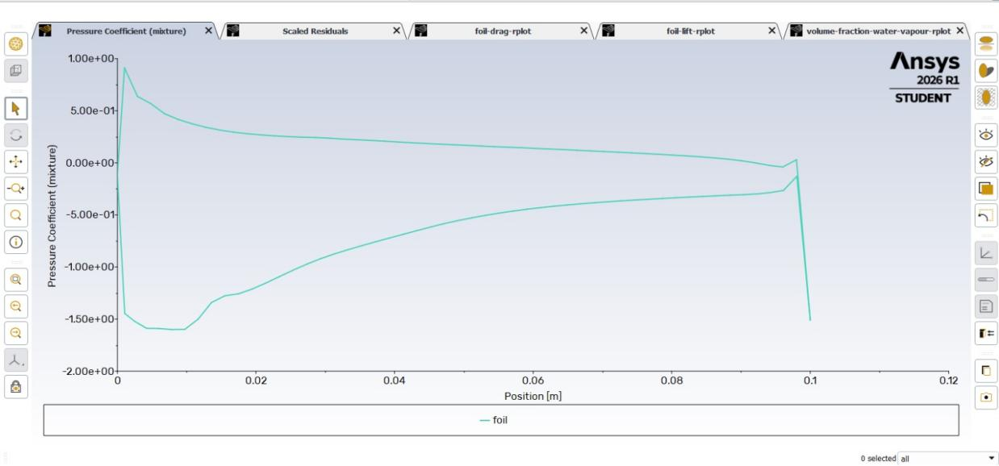 Pressure Coefficient (mixture)
Scaled Residuals
foil-drag-rplot
foil-lift-rplot
volume-fraction-water-vapour-rplot
Ansys
2026 R1
STUDENT
Pressure Coefficient (mixture)
1.00e+00
5.00e-01
0.00e+00
-5.00e-01
-1.00e+00
-1.50e+00
-2.00e+00
0 0.02 0.04 0.06 0.08 0.1 0.12
Position [m]
foil
0 selected all